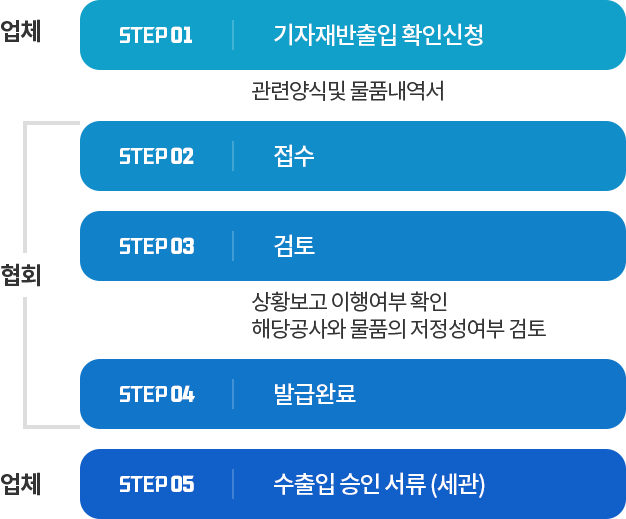 업체
STEP 01 기자재반출입 확인신청
관련양식및 물품내역서
STEP 02 접수
협회
STEP 03 검토
상황보고 이행여부 확인
해당공사와 물품의 저정성여부 검토
STEP 04 발급완료
업체
STEP 05 수출입 승인 서류 (세관)